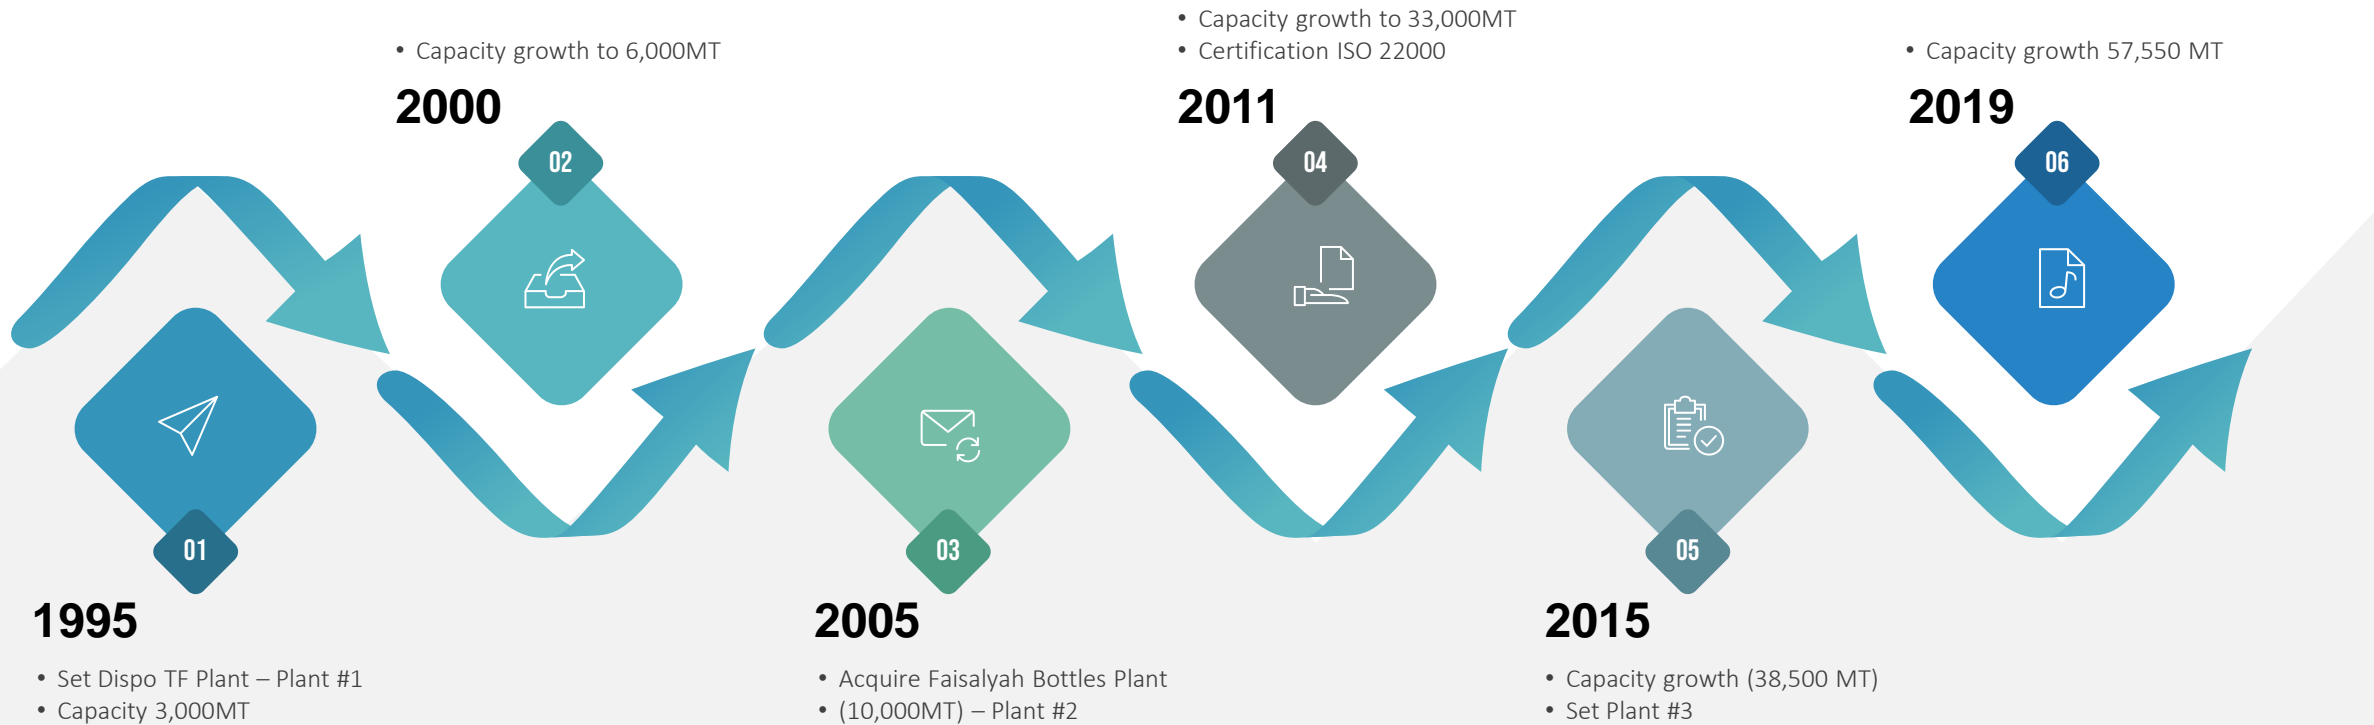 01
1995
• Set Dispo TF Plant – Plant #1
• Capacity 3,000MT
• Capacity growth to 6,000MT
2000
02
03
2005
• Acquire Faisalyah Bottles Plant
• (10,000MT) – Plant #2
• Capacity growth to 33,000MT
• Certification ISO 22000
2011
04
05
2015
• Capacity growth (38,500 MT)
• Set Plant #3
• Capacity growth 57,550 MT
2019
06